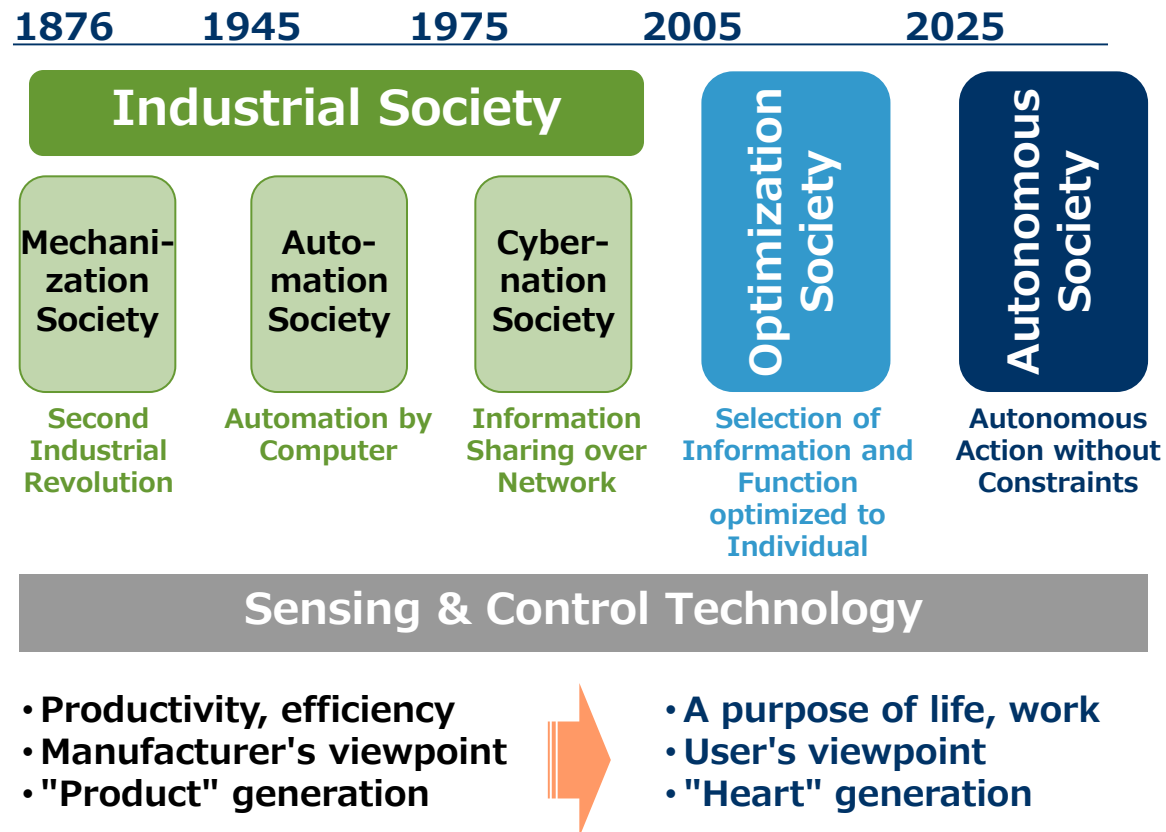 1876 1945 1975 2005 2025
Industrial Society
Mechani-
zation
Society
Auto-
mation
Society
Cyber-
nation
Society
Optimization
Society
Autonomous
Society
Second
Industrial
Revolution
Automation by
Computer
Information
Sharing over
Network
Selection of
Information and
Function
optimized to
Individual
Autonomous
Action without
Constraints
Sensing & Control Technology
・Productivity, efficiency
・Manufacturer's viewpoint
・"Product" generation
・A purpose of life, work
・User's viewpoint
・"Heart" generation